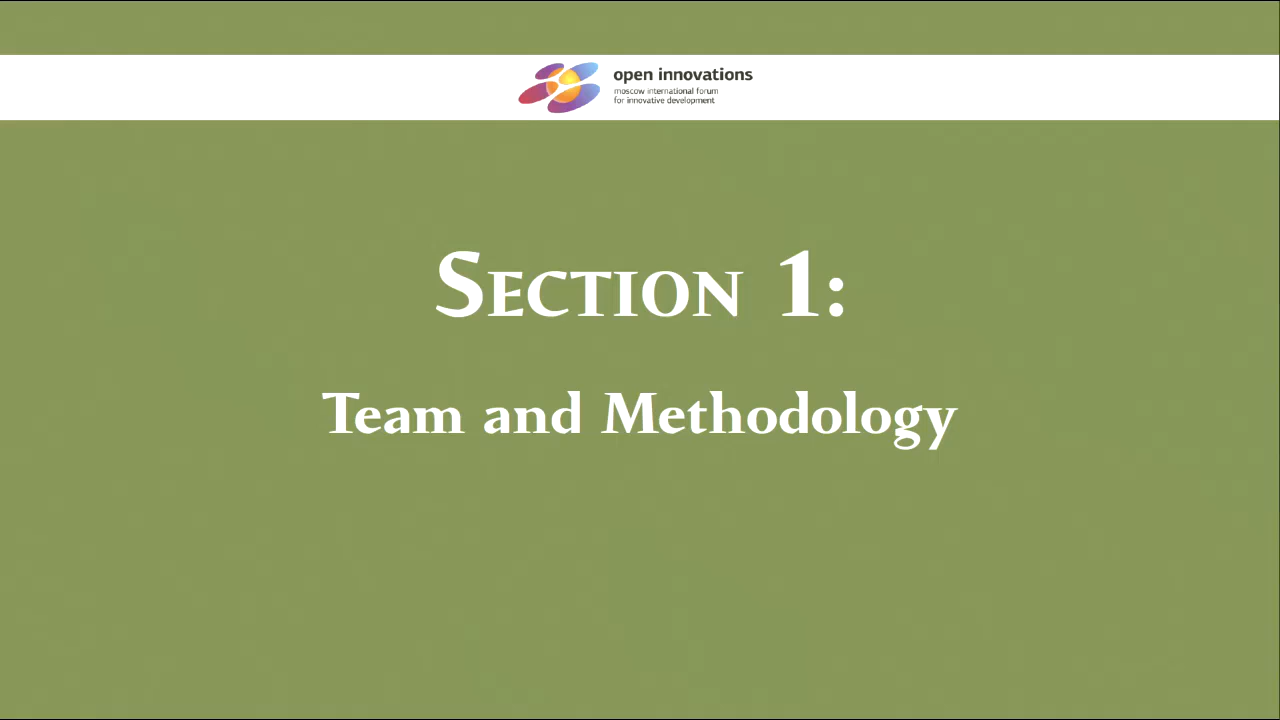 open innovations
moscow international forum
for innovative development
SECTION 1:
Team and Methodology